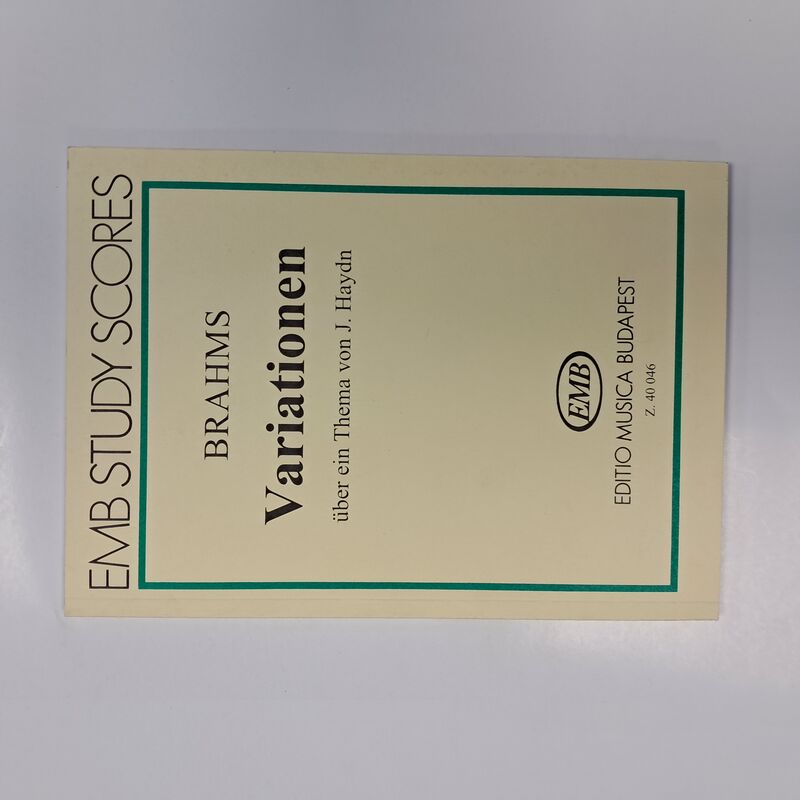 EMB STUDY SCORES
BRAHMS
Variationen
über ein Thema von J. Haydn
EMB
EDITIO MUSICA BUDAPEST
Z. 40 046